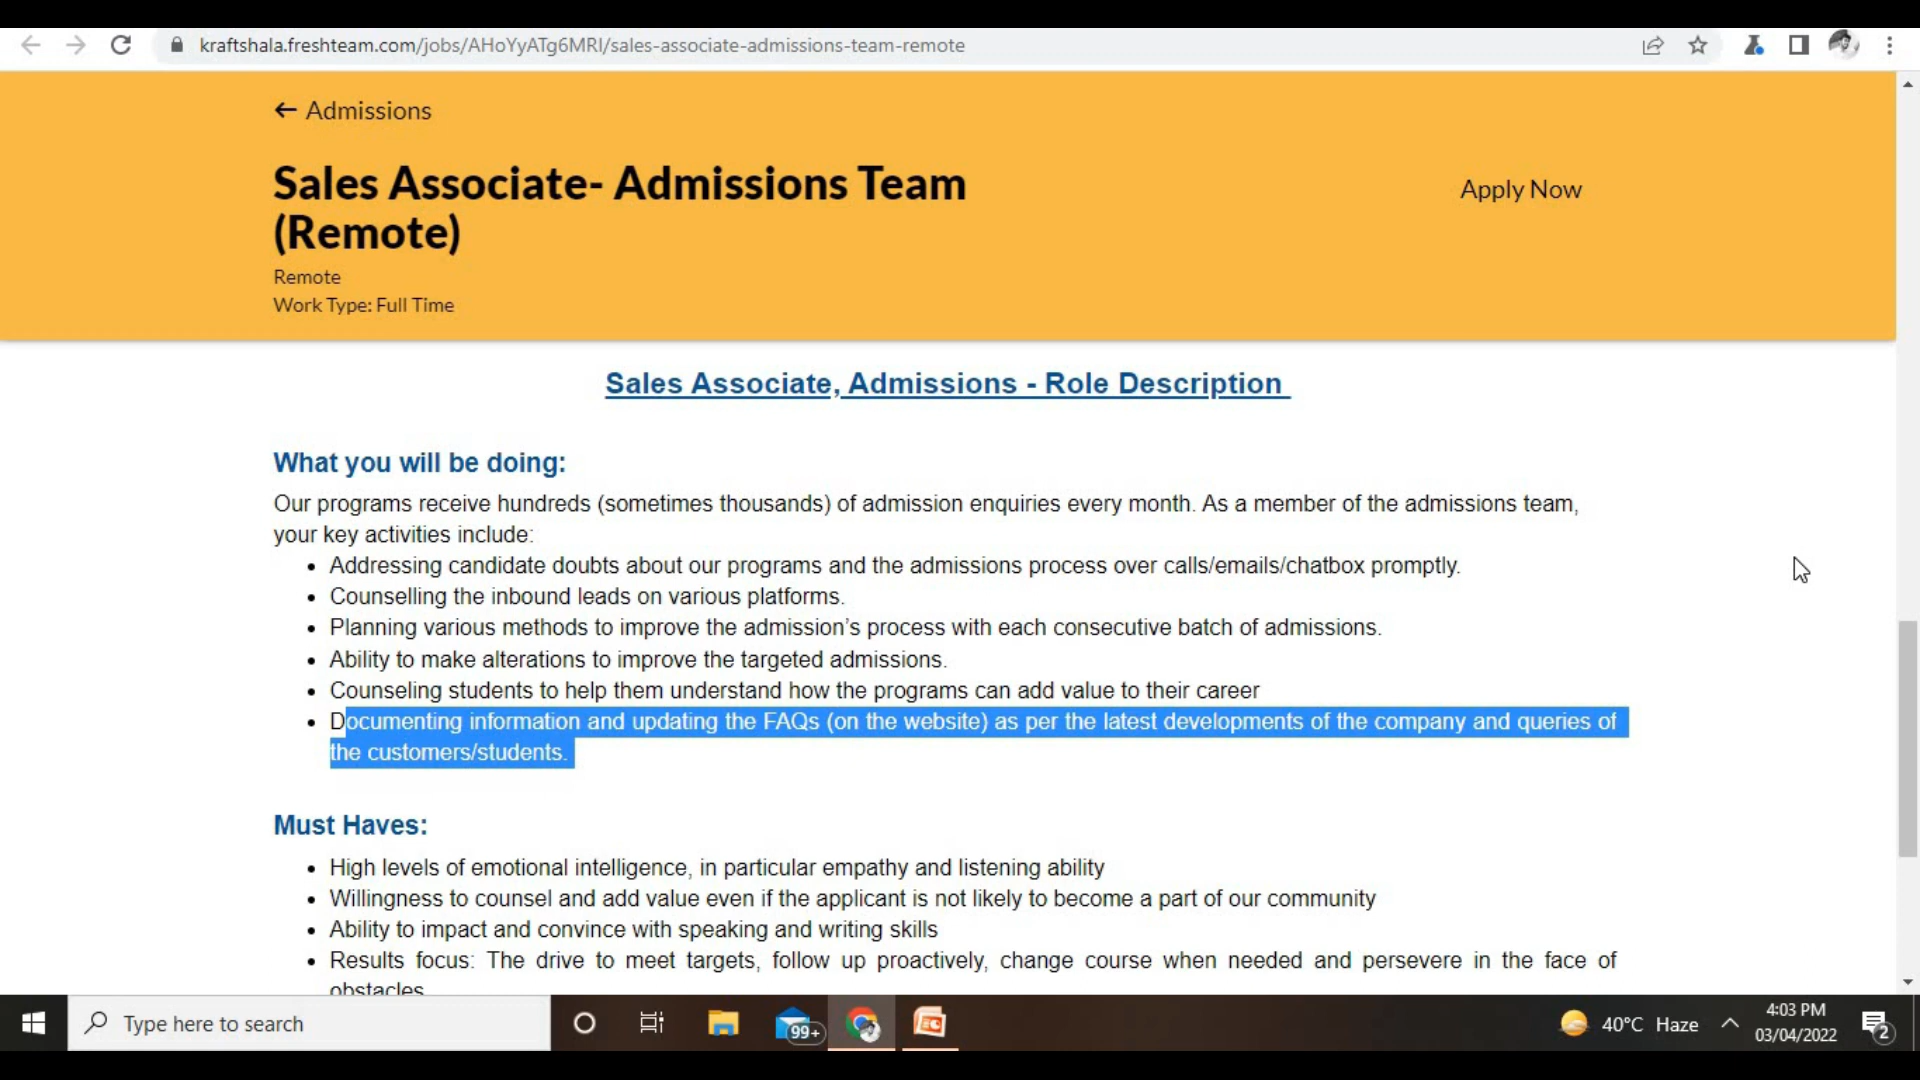 kraftshala.freshteam.com/jobs/AHoYyATg6MRI/sales-associate-admissions-team-remote
← Admissions
Sales Associate- Admissions Team
(Remote)
Apply Now
Remote
Work Type: Full Time
Sales Associate, Admissions - Role Description
What you will be doing:
Our programs receive hundreds (sometimes thousands) of admission enquiries every month. As a member of the admissions team,
your key activities include:
• Addressing candidate doubts about our programs and the admissions process over calls/emails/chatbox promptly.
• Counselling the inbound leads on various platforms.
• Planning various methods to improve the admission’s process with each consecutive batch of admissions.
• Ability to make alterations to improve the targeted admissions.
• Counseling students to help them understand how the programs can add value to their career
• Documenting information and updating the FAQs (on the website) as per the latest developments of the company and queries of
the customers/students.
Must Haves:
• High levels of emotional intelligence, in particular empathy and listening ability
• Willingness to counsel and add value even if the applicant is not likely to become a part of our community
• Ability to impact and convince with speaking and writing skills
• Results focus: The drive to meet targets, follow up proactively, change course when needed and persevere in the face of
obstacles
Type here to search
99+
40°C Haze
4:03 PM
03/04/2022
2